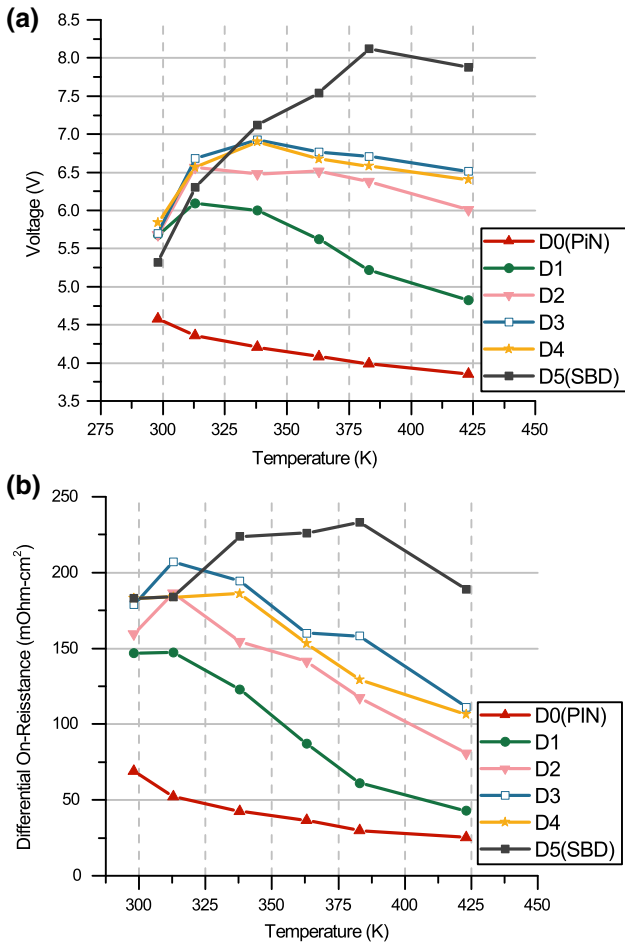 (a)
8.5
8.0
7.5
7.0
6.5
6.0
5.5
5.0
4.5
4.0
3.5
Voltage (V)
275 300 325 350 375 400 425 450
Temperature (K)
D0(PiN)
D1
D2
D3
D4
D5(SBD)
(b)
250
200
150
100
50
0
Differential On-Reisstance (mOhm-cm²)
300 325 350 375 400 425 450
Temperature (K)
D0(PIN)
D1
D2
D3
D4
D5(SBD)